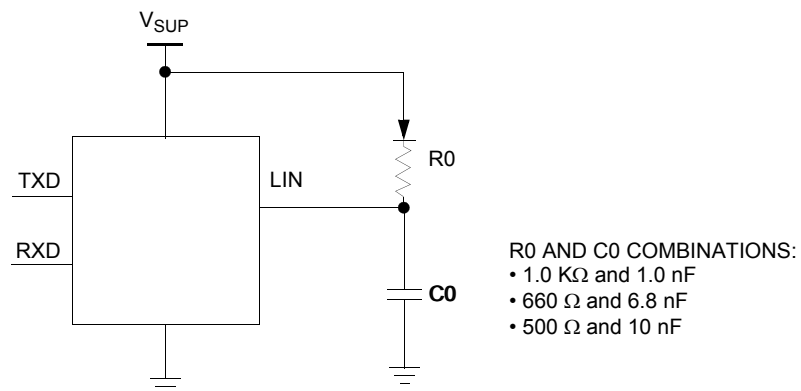 VSUP
R0
TXD
LIN
RXD
C0
R0 AND C0 COMBINATIONS:
• 1.0 KΩ and 1.0 nF
• 660 Ω and 6.8 nF
• 500 Ω and 10 nF